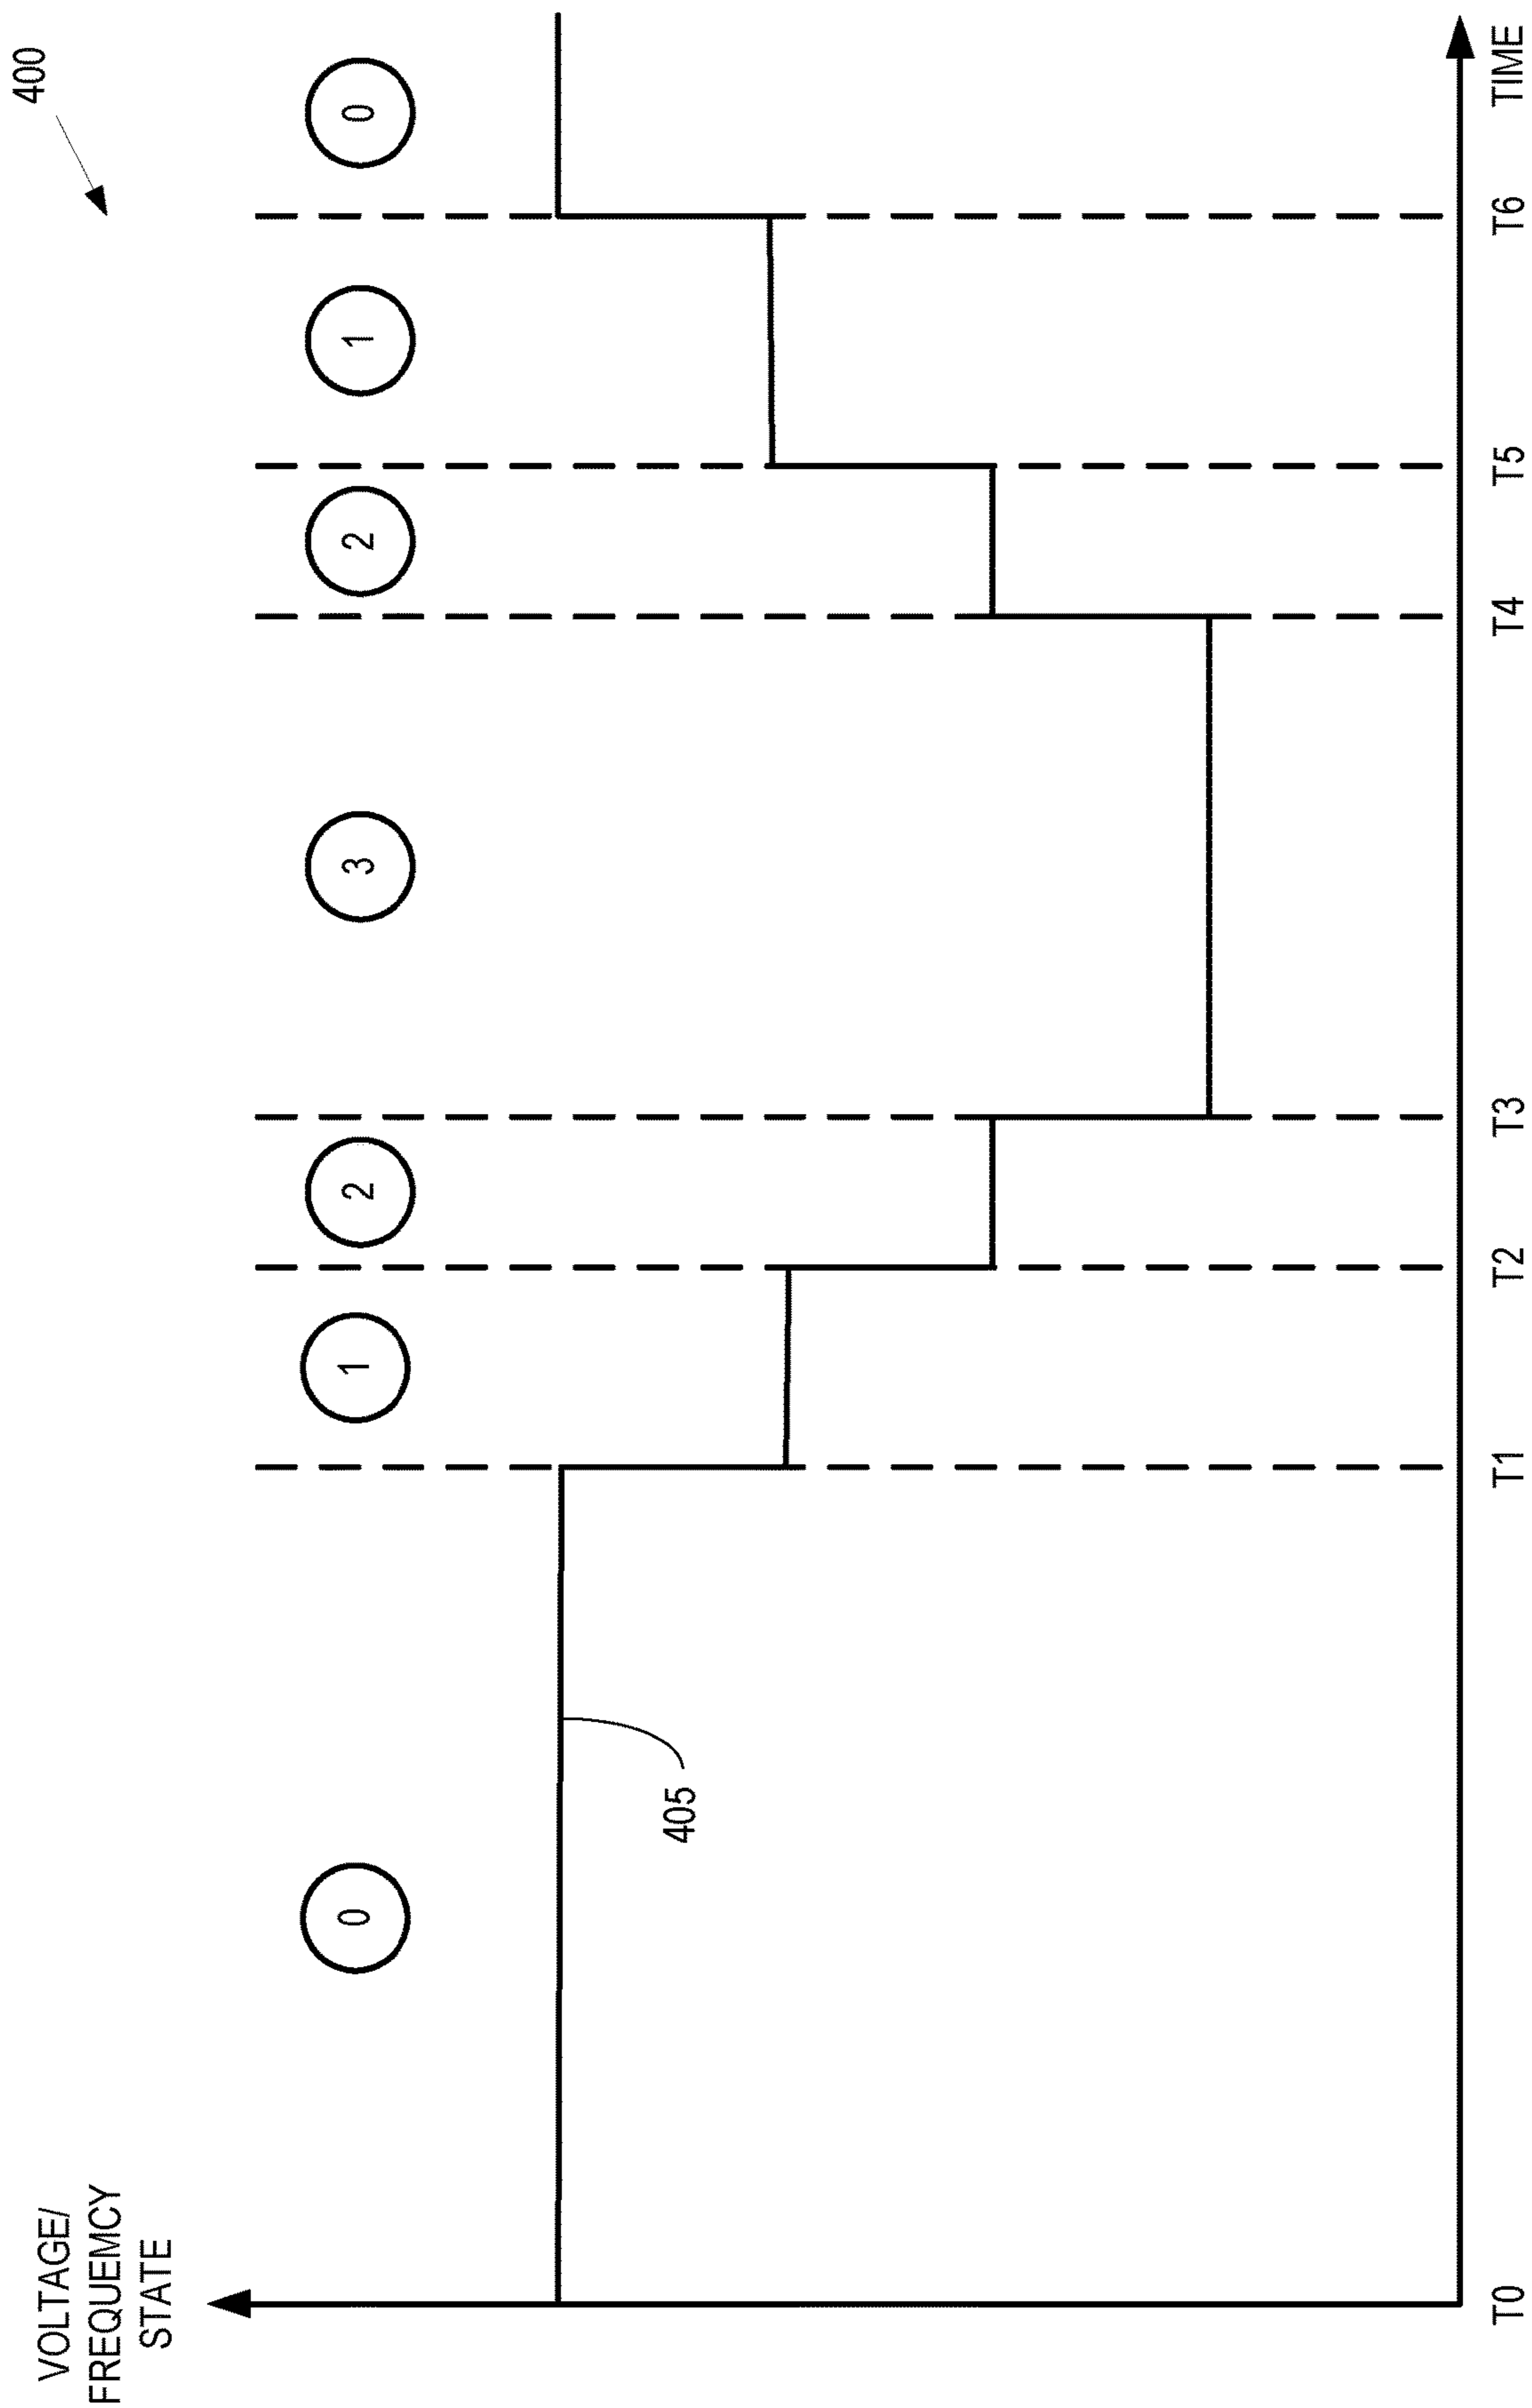 400
VOLTAGE/
FREQUEMCY
STATE
0
1
2
3
2
1
0
405
T0
T1
T2
T3
T4
T5
T6
TIME